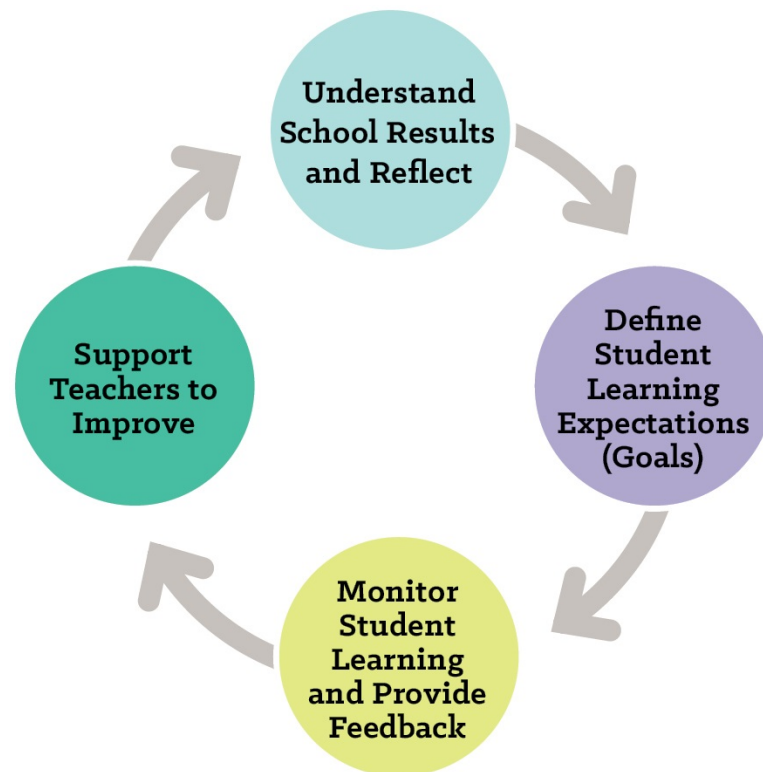 Understand
School Results
and Reflect
Define
Student
Learning
Expectations
(Goals)
Monitor
Student
Learning
and Provide
Feedback
Support
Teachers to
Improve